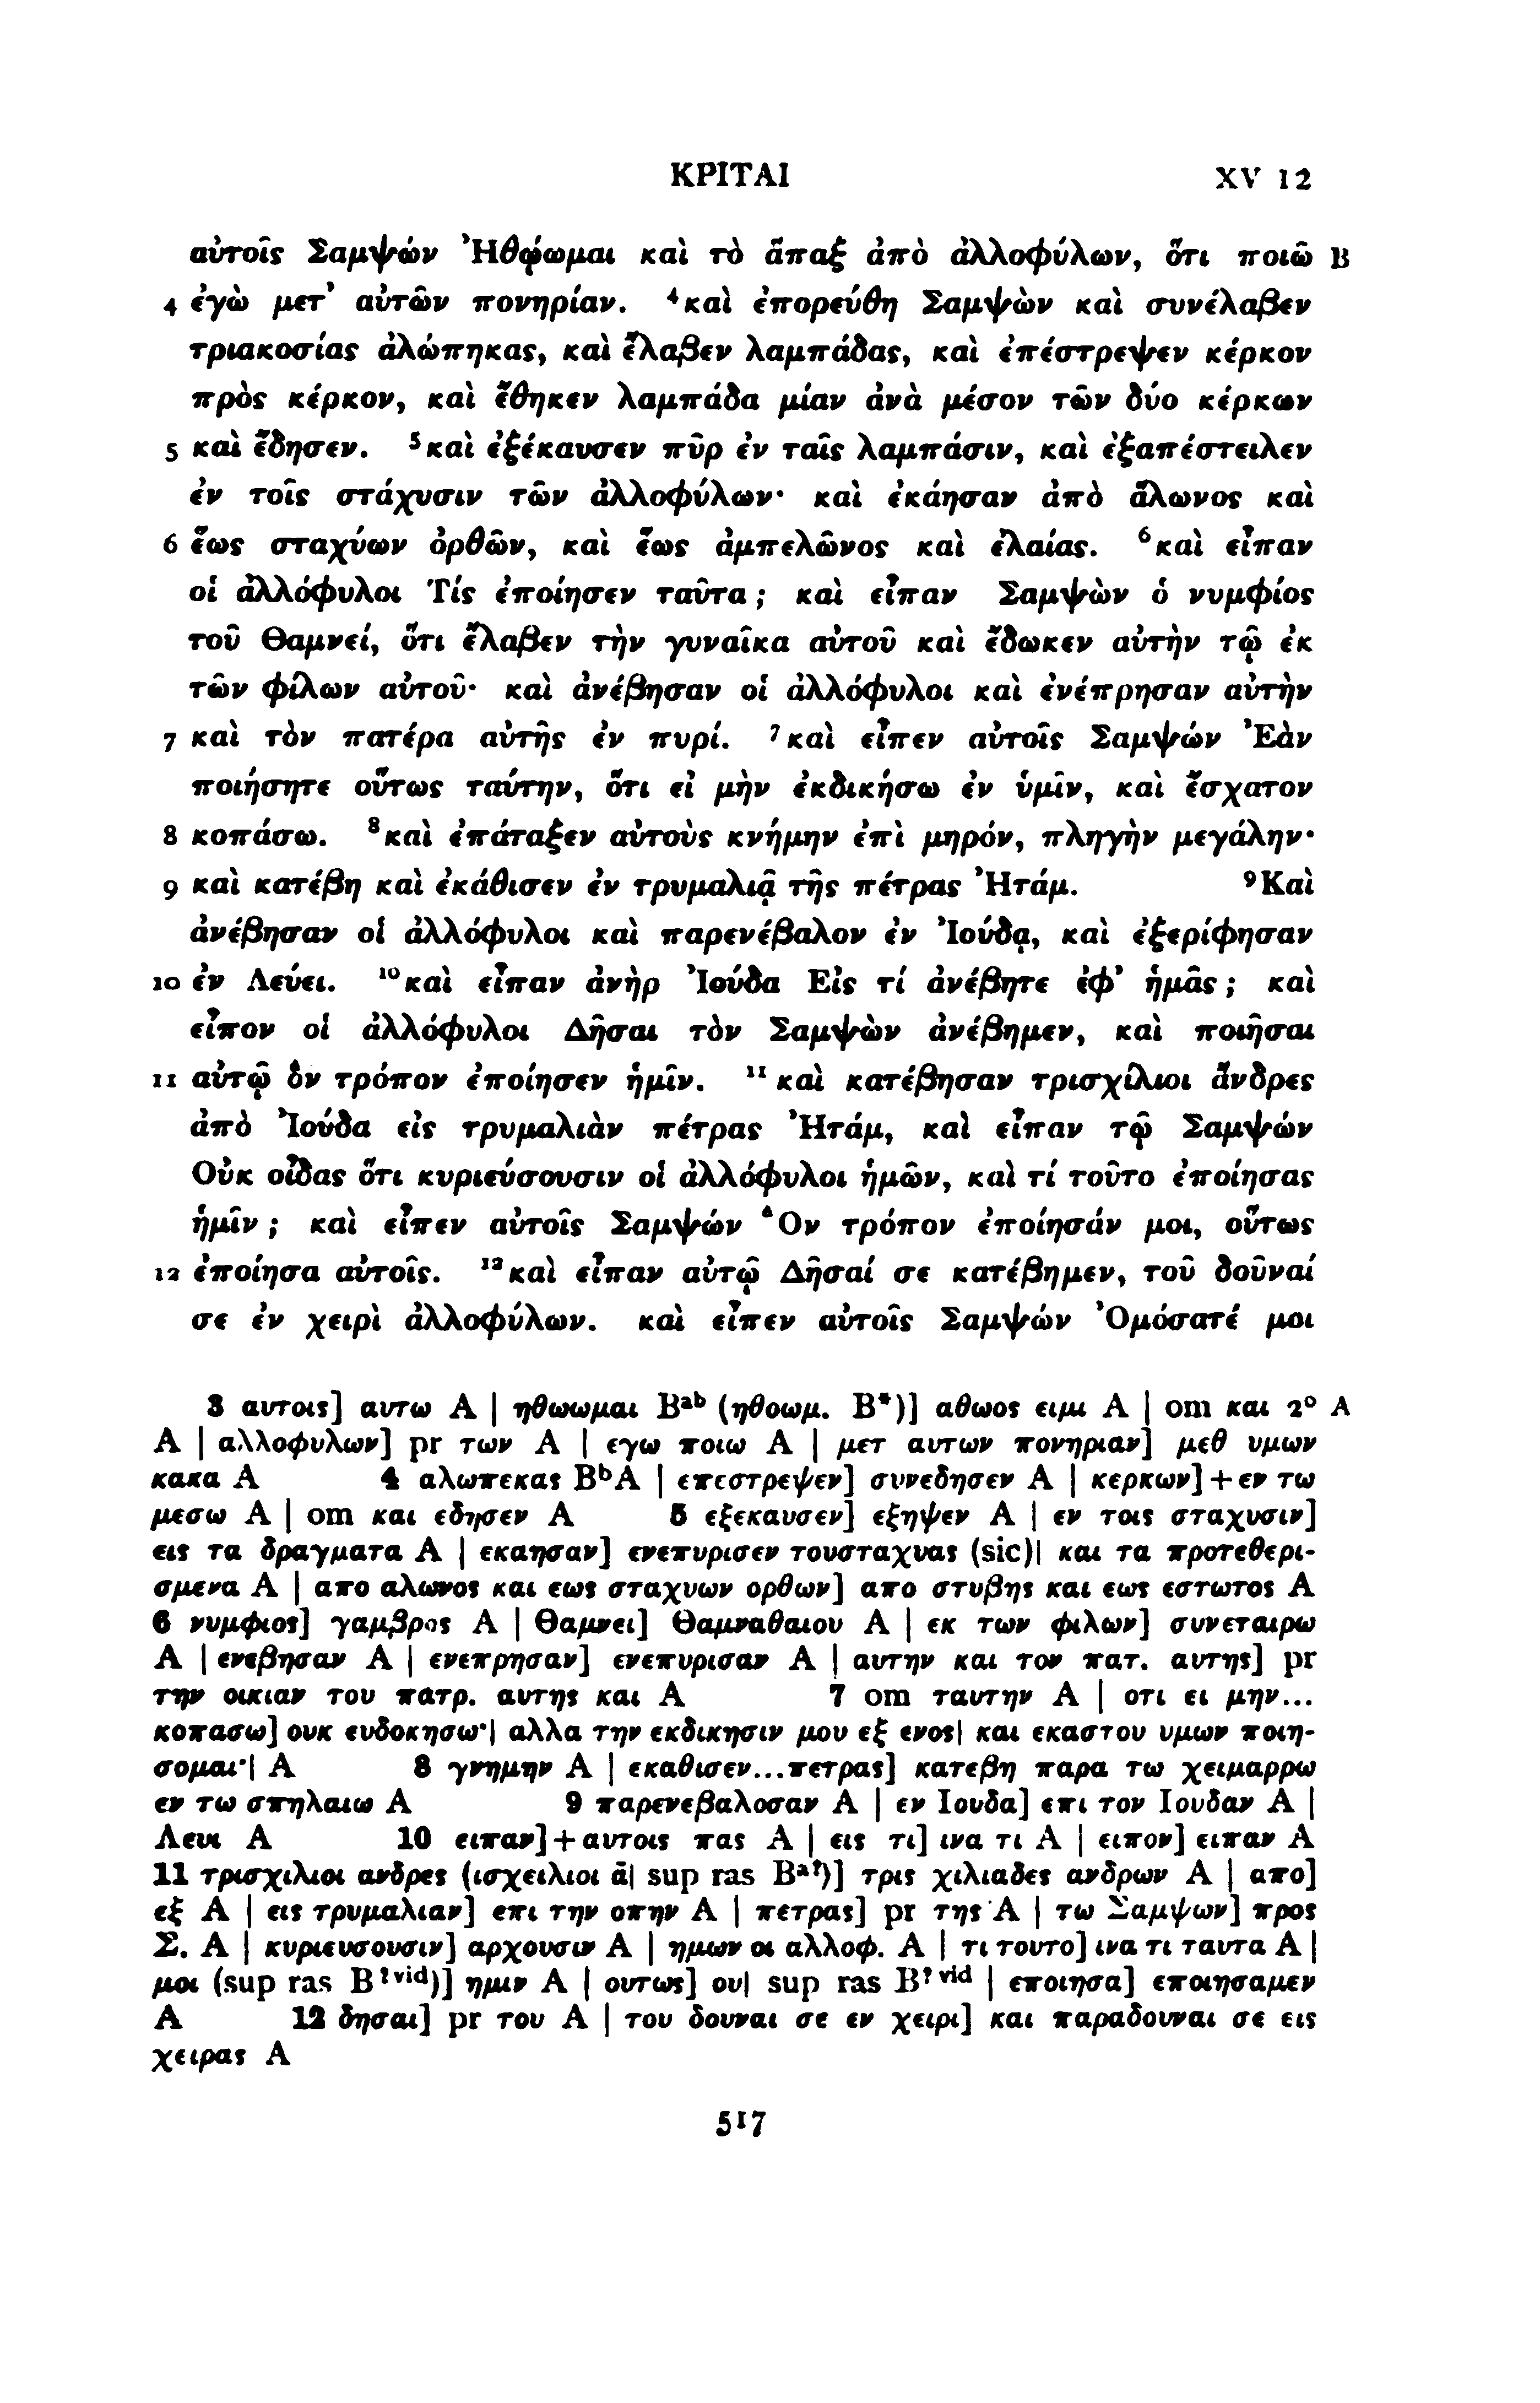 ΚΡΙΤΑΙ XV 12
αὐτοῖς Σαμψών Ἠθῴωμαι καὶ τὸ ἅπαξ ἀπὸ ἀλλοφύλων, ὅτι ποιῶ B
4 ἐγὼ μετ᾽ αὐτῶν πονηρίαν. ⁴καὶ ἐπορεύθη Σαμψὼν καὶ συνέλαβεν
τριακοσίας ἀλώπηκας, καὶ ἔλαβεν λαμπάδας, καὶ ἐπέστρεψεν κέρκον
πρὸς κέρκον, καὶ ἔθηκεν λαμπάδα μίαν ἀνὰ μέσον τῶν δύο κέρκων
5 καὶ ἔδησεν. ⁵καὶ ἐξέκαυσεν πῦρ ἐν ταῖς λαμπάσιν, καὶ ἐξαπέστειλεν
ἐν τοῖς στάχυσιν τῶν ἀλλοφύλων· καὶ ἐκάησαν ἀπὸ ἅλωνος καὶ
6 ἕως σταχύων ὀρθῶν, καὶ ἕως ἀμπελῶνος καὶ ἐλαίας. ⁶καὶ εἶπαν
οἱ ἀλλόφυλοι Τίς ἐποίησεν ταῦτα; καὶ εἶπαν Σαμψὼν ὁ νυμφίος
τοῦ Θαμνεί, ὅτι ἔλαβεν τὴν γυναῖκα αὐτοῦ καὶ ἔδωκεν αὐτὴν τῷ ἐκ
τῶν φίλων αὐτοῦ· καὶ ἀνέβησαν οἱ ἀλλόφυλοι καὶ ἐνέπρησαν αὐτὴν
7 καὶ τὸν πατέρα αὐτῆς ἐν πυρί. ⁷καὶ εἶπεν αὐτοῖς Σαμψών Ἐὰν
ποιήσητε οὕτως ταύτην, ὅτι εἰ μὴν ἐκδικήσω ἐν ὑμῖν, καὶ ἔσχατον
8 κοπάσω. ⁸καὶ ἐπάταξεν αὐτοὺς κνήμην ἐπὶ μηρόν, πληγὴν μεγάλην·
9 καὶ κατέβη καὶ ἐκάθισεν ἐν τρυμαλιᾷ τῆς πέτρας Ἠτάμ. ⁹Καὶ
ἀνέβησαν οἱ ἀλλόφυλοι καὶ παρενέβαλον ἐν Ἰούδᾳ, καὶ ἐξερίφησαν
10 ἐν Λεύει. ¹⁰καὶ εἶπαν ἀνὴρ Ἰούδα Εἰς τί ἀνέβητε ἐφ᾽ ἡμᾶς; καὶ
εἶπον οἱ ἀλλόφυλοι Δῆσαι τὸν Σαμψὼν ἀνέβημεν, καὶ ποιῆσαι
11 αὐτῷ ὃν τρόπον ἐποίησεν ἡμῖν. ¹¹καὶ κατέβησαν τρισχίλιοι ἄνδρες
ἀπὸ Ἰούδα εἰς τρυμαλιὰν πέτρας Ἠτάμ, καὶ εἶπαν τῷ Σαμψών
Οὐκ οἶδας ὅτι κυριεύσουσιν οἱ ἀλλόφυλοι ἡμῶν, καὶ τί τοῦτο ἐποίησας
ἡμῖν; καὶ εἶπεν αὐτοῖς Σαμψών Ὃν τρόπον ἐποίησάν μοι, οὕτως
12 ἐποίησα αὐτοῖς. ¹²καὶ εἶπαν αὐτῷ Δῆσαί σε κατέβημεν, τοῦ δοῦναί
σε ἐν χειρὶ ἀλλοφύλων. καὶ εἶπεν αὐτοῖς Σαμψών Ὀμόσατέ μοι
3 αυτοις] αυτω A | ηθωωμαι Bᵃᵇ (ηθοωμ. B*)] αθωος ειμι A | om και 2° A
A | αλλοφυλων] pr των A | εγω ποιω A | μετ αυτων πονηριαν] μεθ υμων
κακα A 4 αλωπεκας BᵇA | επεστρεψεν] συνεδησεν A | κερκων]+εν τω
μεσω A | om και εδησεν A 5 εξεκαυσεν] εξηψεν A | εν τοις σταχυσιν]
εις τα δραγματα A | εκαησαν] ενεπυρισεν τουσταχυας (sic)| και τα προτεθερι-
σμενα A | απο αλωνος και εως σταχυων ορθων] απο στυβης και εως εστωτος A
6 νυμφιος] γαμβρος A | Θαμνει] Θαμναθαιου A | εκ των φιλων] συνεταιρω
A | ενεβησαν A | ενεπρησαν] ενεπυρισαν A | αυτην και τον πατ. αυτης] pr
την οικιαν του πατρ. αυτης και A 7 om ταυτην A | οτι ει μην...
κοπασω] ουκ ευδοκησω·| αλλα την εκδικησιν μου εξ ενος| και εκαστου υμων ποιη-
σομαι·| A 8 γνημην A | εκαθισεν...πετρας] κατεβη παρα τω χειμαρρω
εν τω σπηλαιω A 9 παρενεβαλοσαν A | εν Ιουδα] επι τον Ιουδαν A |
Λευι A 10 ειπαν]+αυτοις πας A | εις τι] ινα τι A | ειπον] ειπαν A
11 τρισχιλιοι ανδρες (ισχειλιοι ā| sup ras Bᵃ?)] τρις χιλιαδες ανδρων A | απο]
εξ A | εις τρυμαλιαν] επι την οπην A | πετρας] pr της A | τω Σαμψων] προς
Σ. A | κυριευσουσιν] αρχουσιν A | ημων οι αλλοφ. A | τι τουτο] ινα τι ταυτα A |
μοι (sup ras B?ᵛⁱᵈ)] ημιν A | ουτως] ου| sup ras B?ᵛⁱᵈ | εποιησα] εποιησαμεν
A 12 δησαι] pr του A | του δουναι σε εν χειρι] και παραδουναι σε εις
χειρας A
517